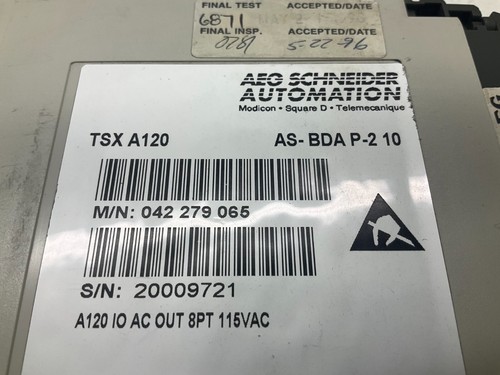 FINAL TEST ACCEPTED/DATE
6871
FINAL INSP. ACCEPTED/DATE
5-22-96
AEG SCHNEIDER
AUTOMATION
Modicon • Square D • Telemecanique
TSX A120 AS- BDA P-2 10
M/N: 042 279 065
S/N: 20009721
A120 IO AC OUT 8PT 115VAC